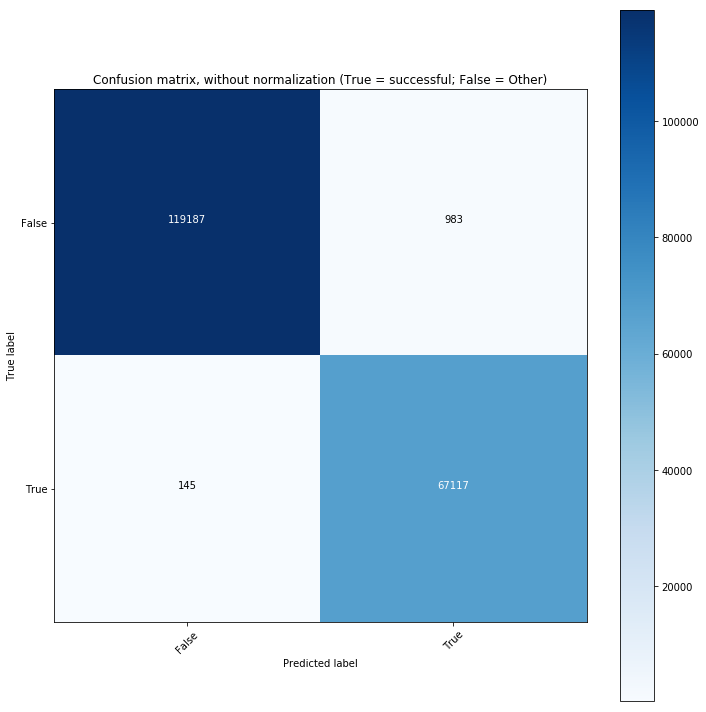 Confusion matrix, without normalization (True = successful; False = Other)
True label
False
119187
983
True
145
67117
False
True
Predicted label
100000
80000
60000
40000
20000